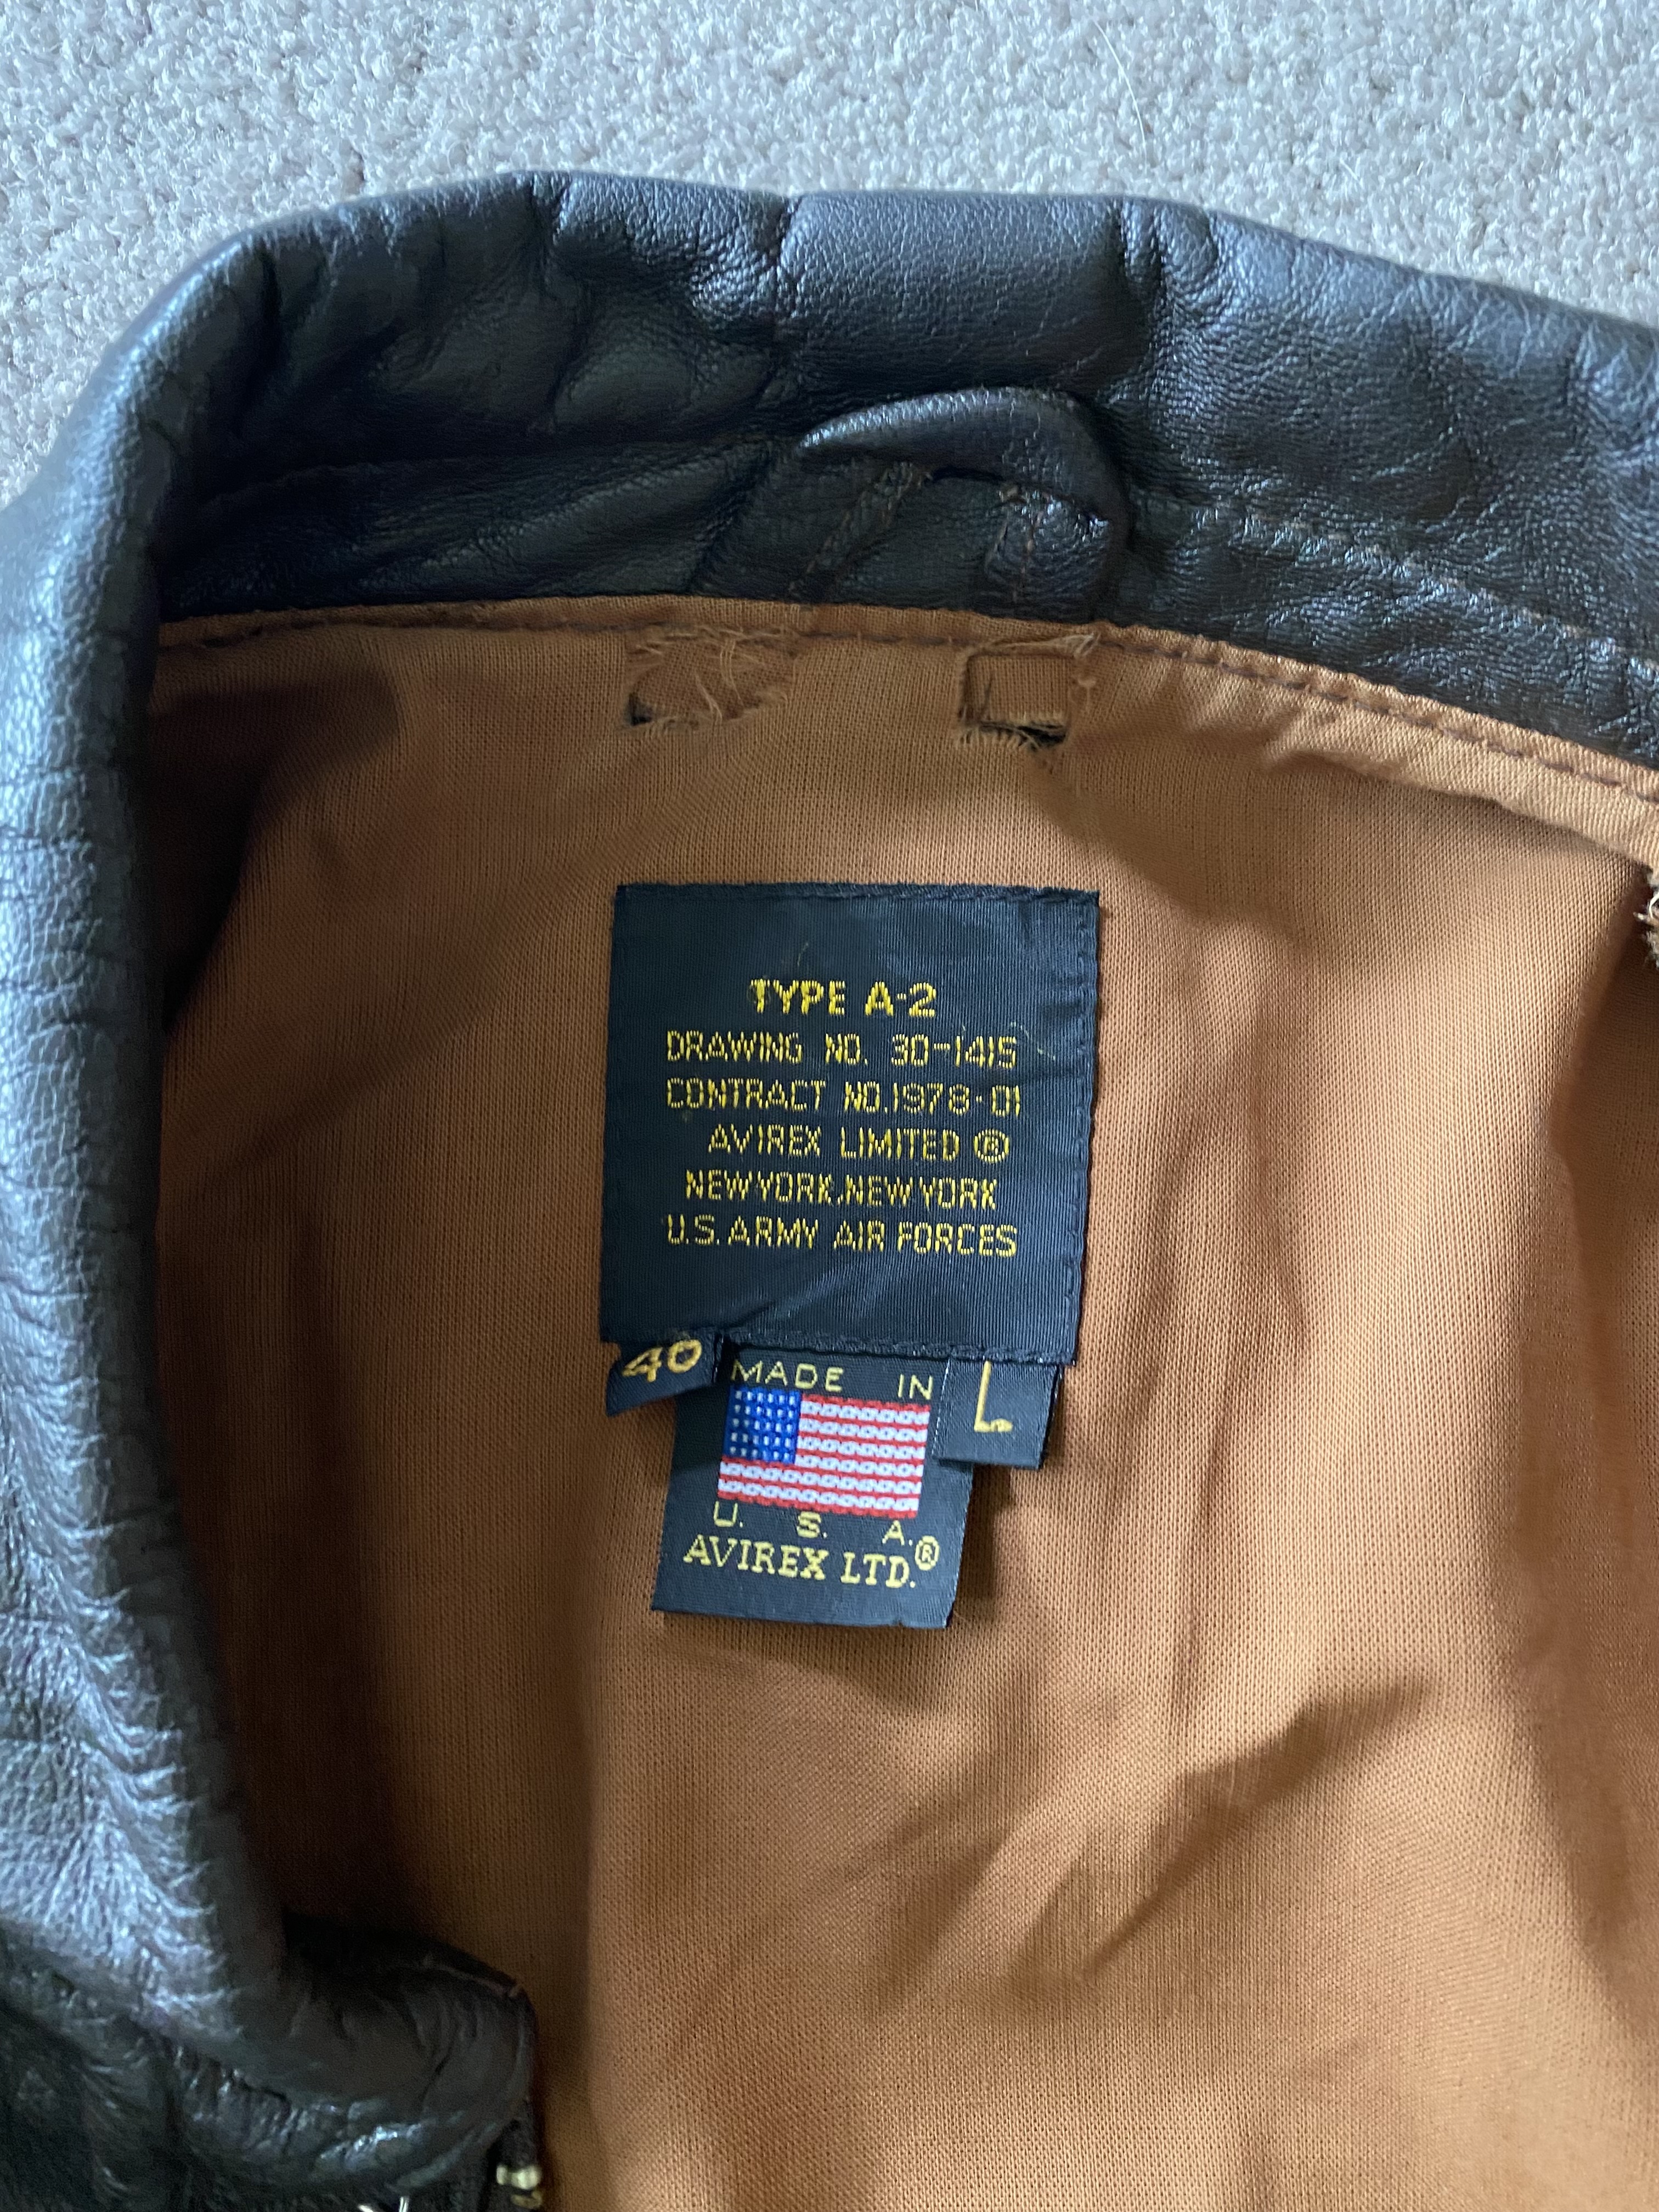 TYPE A-2
DRAWING NO. 30-1415
CONTRACT NO. 1978-01
AVIREX LIMITED ®
NEW YORK, NEW YORK
U.S. ARMY AIR FORCES
40
MADE IN
L
U. S. A.
AVIREX LTD.®